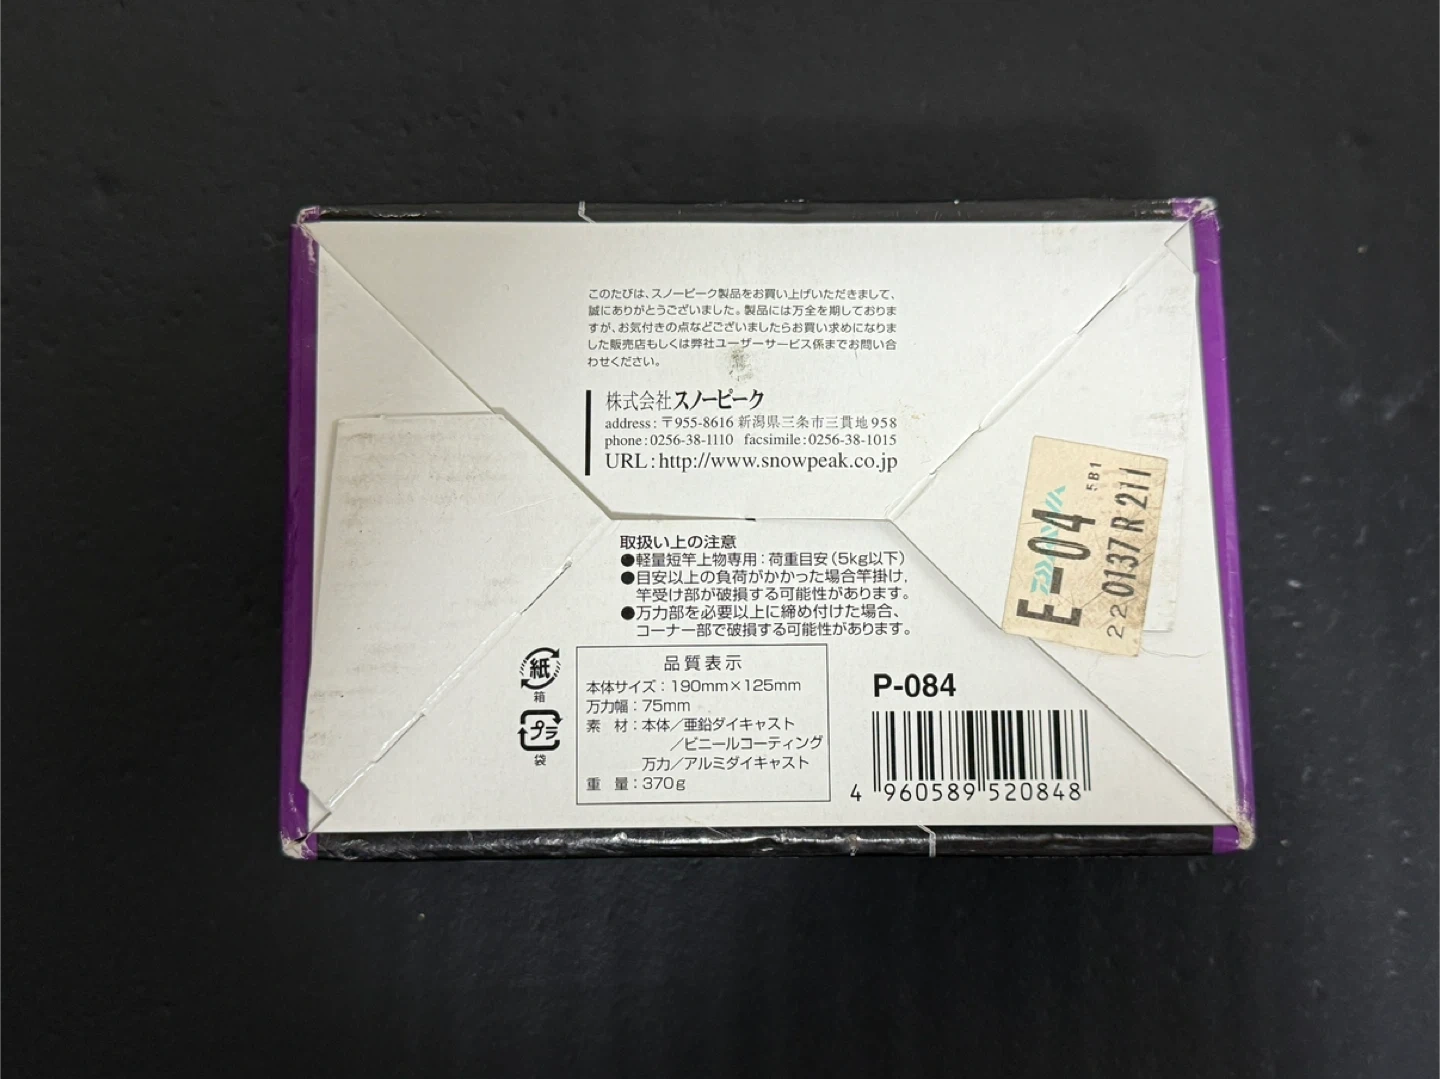 このたびは、スノーピーク製品をお買い上げいただきまして、
誠にありがとうございました。製品には万全を期しておりま
すが、お気付きの点などございましたらお買い求めになりま
した販売店もしくは弊社ユーザーサービス係までお問い合
わせください。
株式会社スノーピーク
address:〒955-8616 新潟県三条市三貫地958
phone:0256-38-1110 facsimile:0256-38-1015
URL:http://www.snowpeak.co.jp
取扱い上の注意
●軽量短竿上物専用:荷重目安(5kg以下)
●目安以上の負荷がかかった場合竿掛け、
竿受け部が破損する可能性があります。
●万力部を必要以上に締め付けた場合、
コーナー部で破損する可能性があります。
紙
箱
プラ
袋
品質表示
本体サイズ:190mm×125mm
万力幅:75mm
素 材:本体/亜鉛ダイキャスト
/ビニールコーティング
万力/アルミダイキャスト
重 量:370g
P-084
4 960589 520848
DAIWA
581
E-04
220137R211